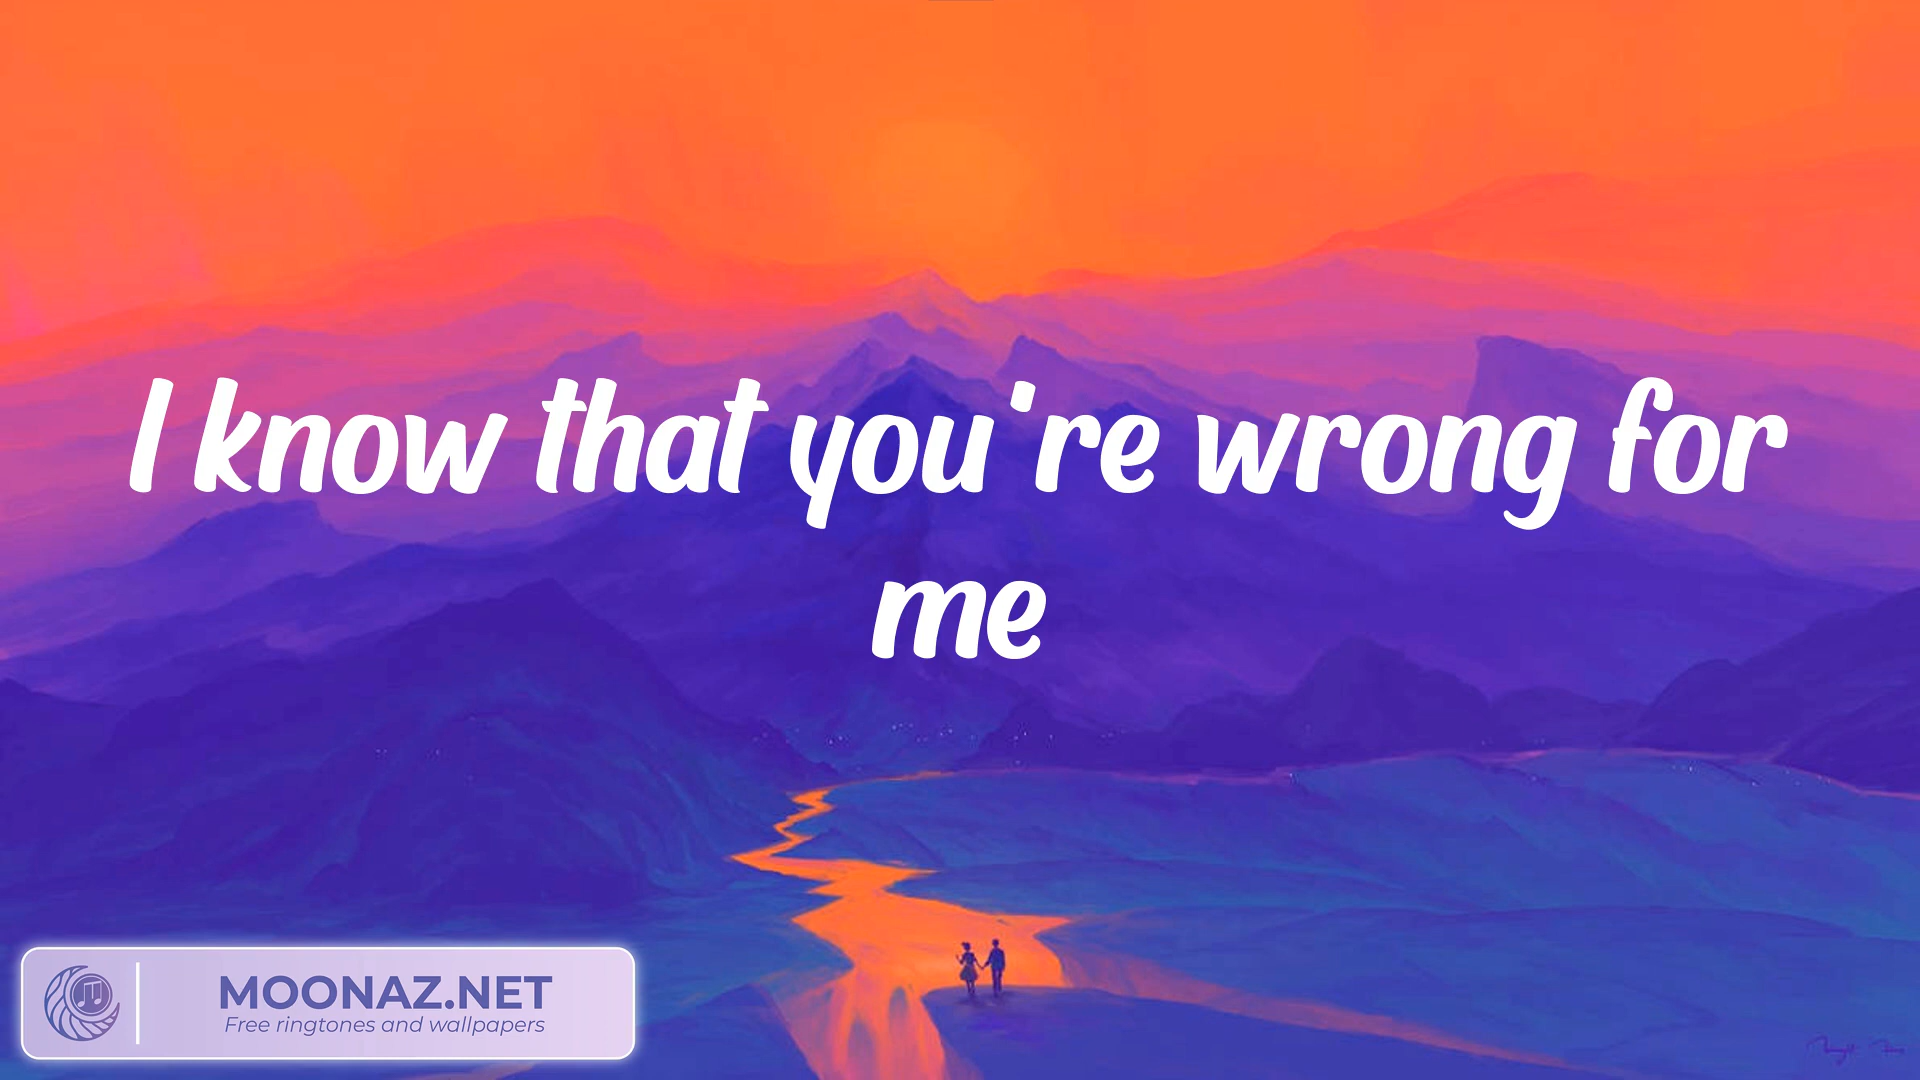 I know that you're wrong for
me
MOONAZ.NET
Free ringtones and wallpapers